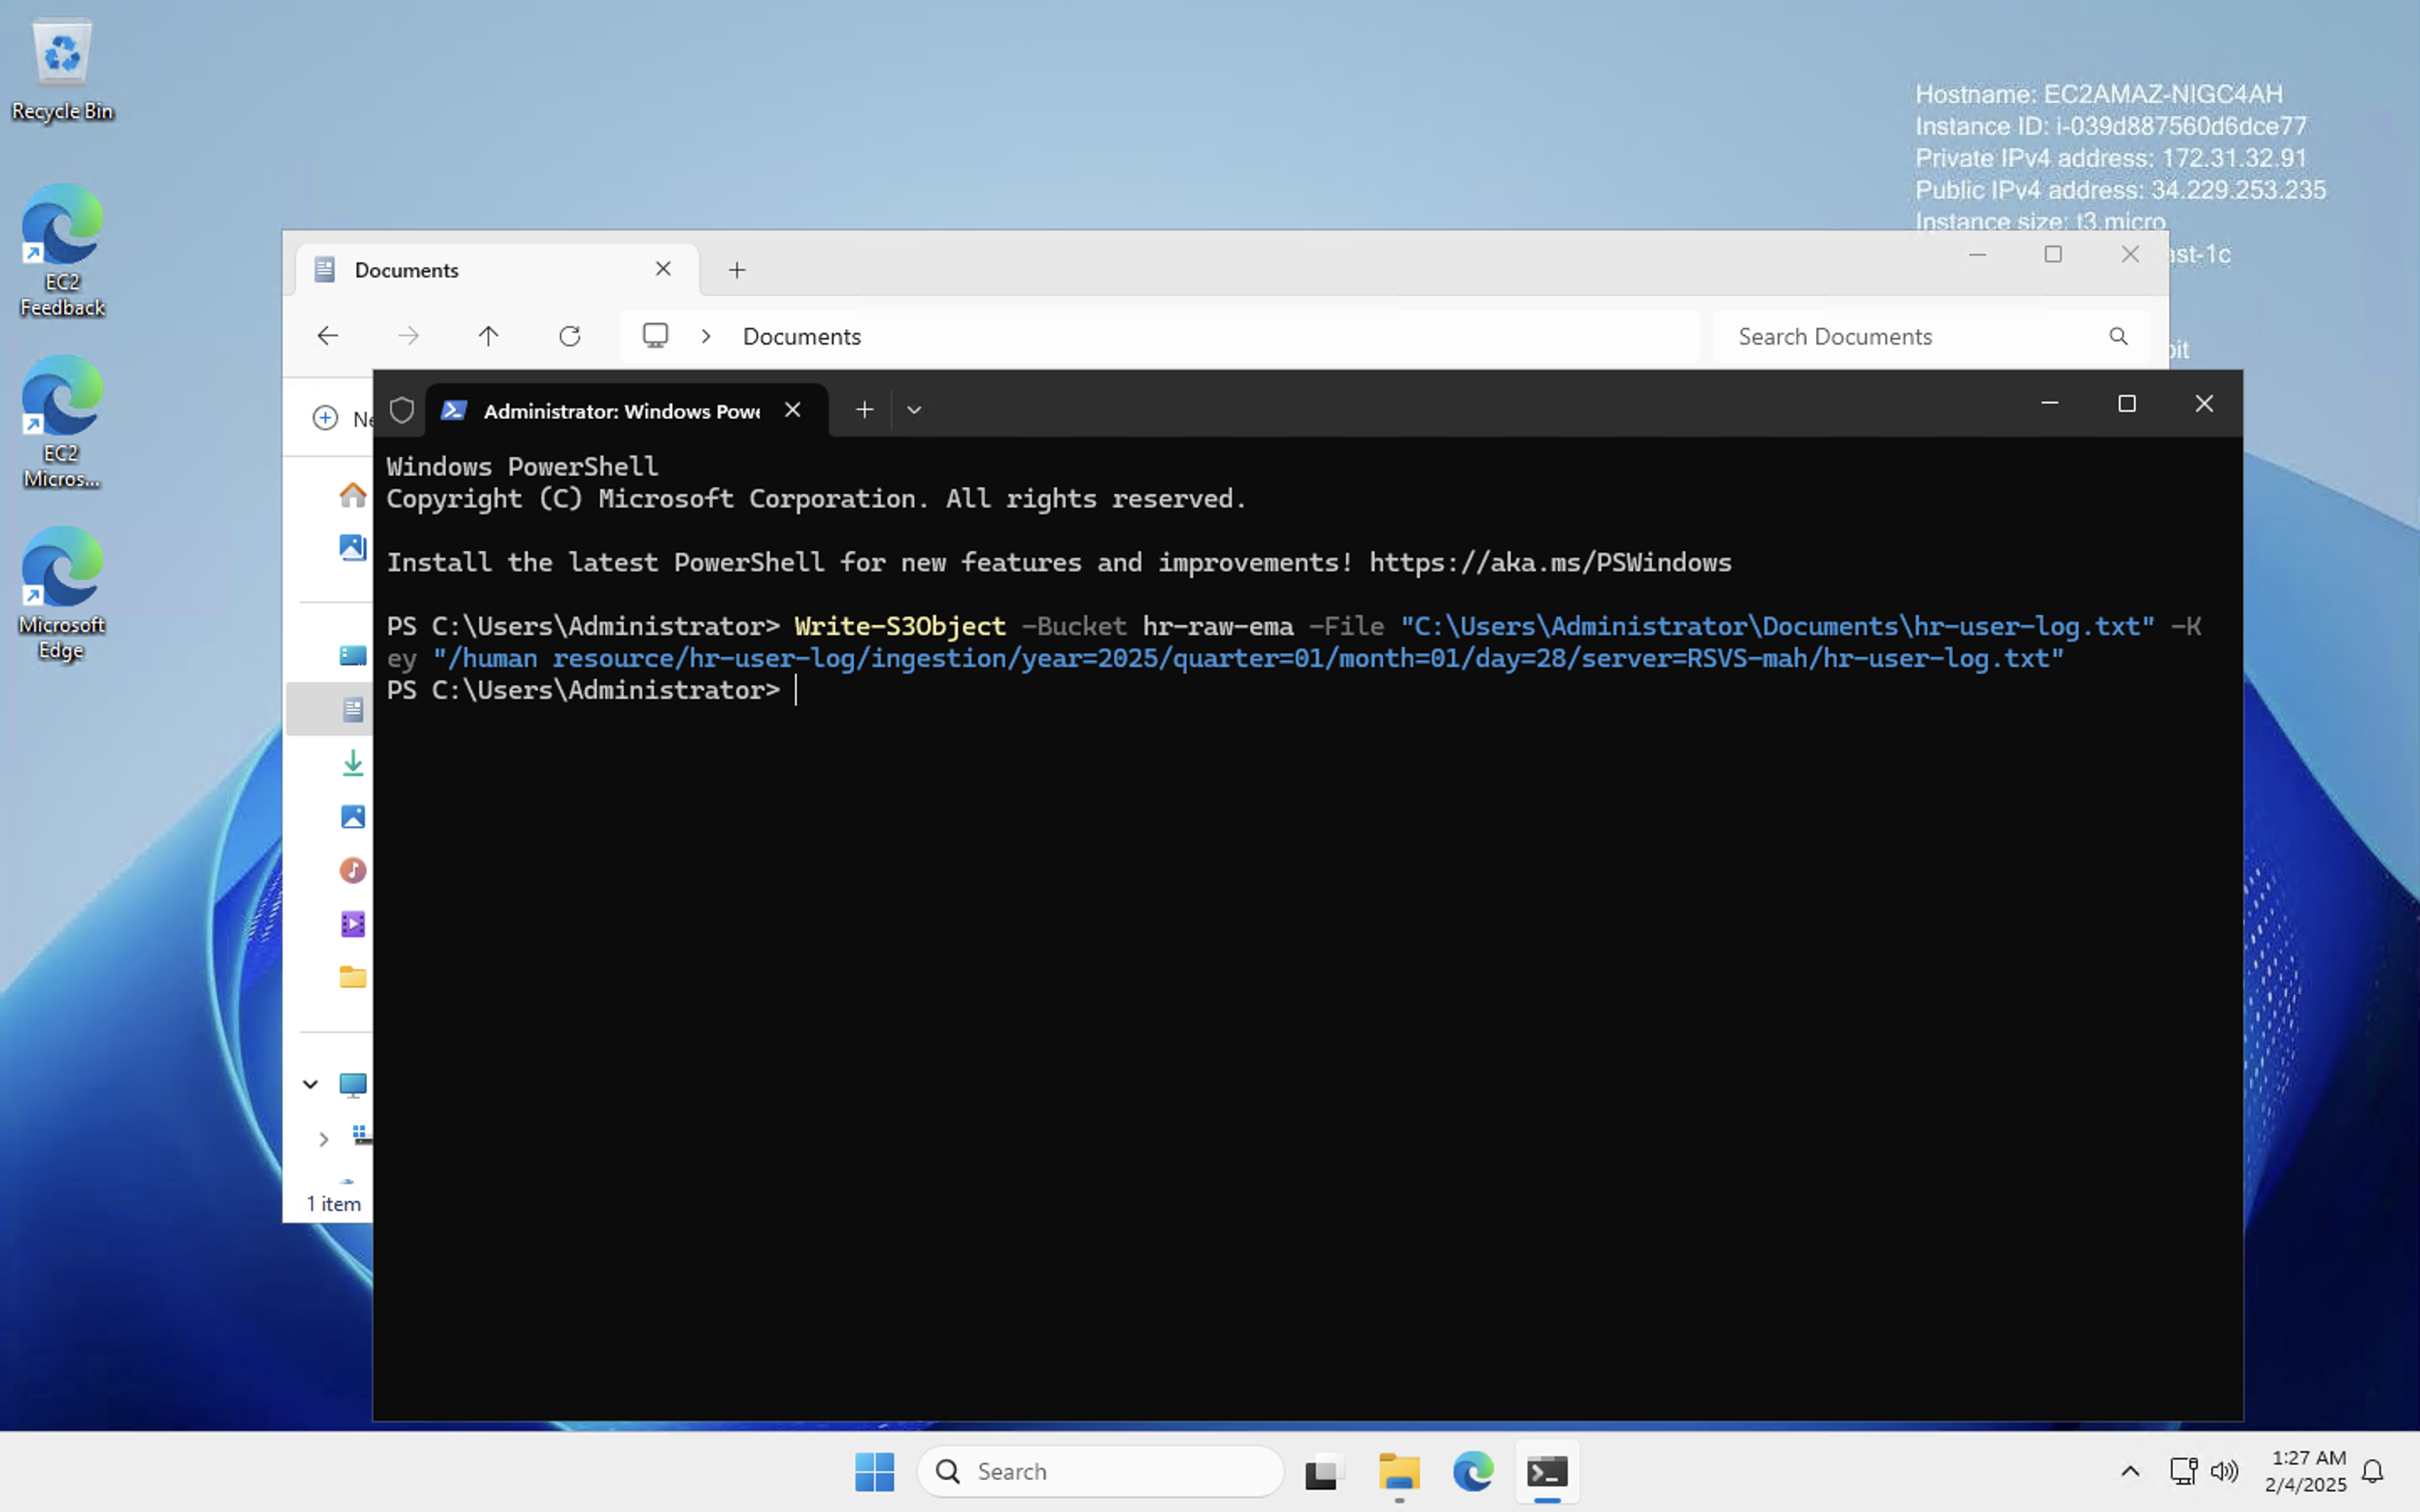 Recycle Bin
EC2
Feedback
EC2
Micros...
Microsoft
Edge
Hostname: EC2AMAZ-NIGC4AH
Instance ID: i-039d887560d6dce77
Private IPv4 address: 172.31.32.91
Public IPv4 address: 34.229.253.235
Instance size: t3.micro
ast-1c
bit
Documents
Documents
Search Documents
Ne
1 item
Administrator: Windows Powe
Windows PowerShell
Copyright (C) Microsoft Corporation. All rights reserved.
Install the latest PowerShell for new features and improvements! https://aka.ms/PSWindows
PS C:\Users\Administrator> Write-S3Object -Bucket hr-raw-ema -File "C:\Users\Administrator\Documents\hr-user-log.txt" -K
ey "/human resource/hr-user-log/ingestion/year=2025/quarter=01/month=01/day=28/server=RSVS-mah/hr-user-log.txt"
PS C:\Users\Administrator>
Search
1:27 AM
2/4/2025